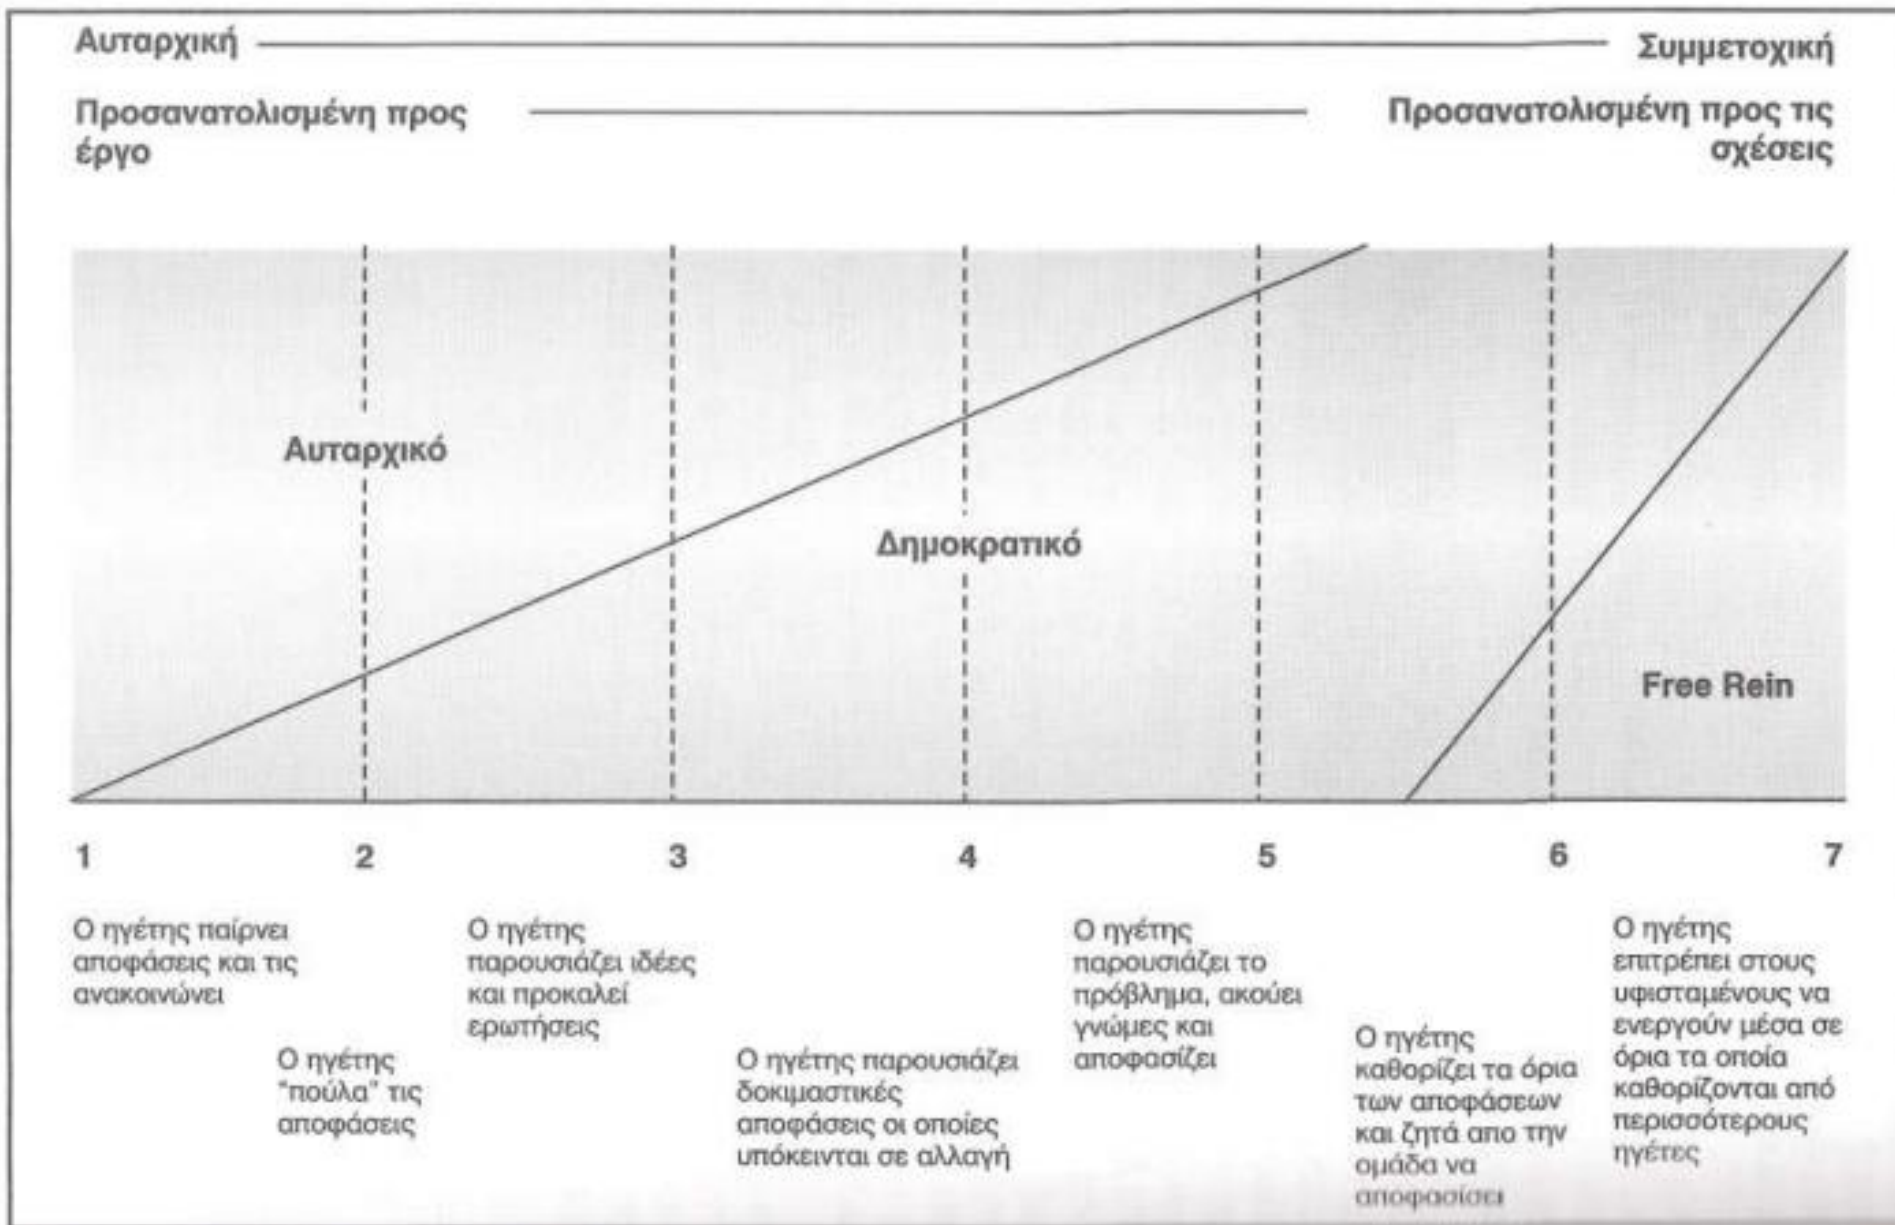 Αυταρχική
Συμμετοχική
Προσανατολισμένη προς
έργο
Προσανατολισμένη προς τις
σχέσεις
Αυταρχικό
Δημοκρατικό
Free Rein
1 2 3 4 5 6 7
Ο ηγέτης παίρνει
αποφάσεις και τις
ανακοινώνει
Ο ηγέτης
"πούλα" τις
αποφάσεις
Ο ηγέτης
παρουσιάζει ιδέες
και προκαλεί
ερωτήσεις
Ο ηγέτης παρουσιάζει
δοκιμαστικές
αποφάσεις οι οποίες
υπόκεινται σε αλλαγή
Ο ηγέτης
παρουσιάζει το
πρόβλημα, ακούει
γνώμες και
αποφασίζει
Ο ηγέτης
καθορίζει τα όρια
των αποφάσεων
και ζητά απο την
ομάδα να
αποφασίσει
Ο ηγέτης
επιτρέπει στους
υφισταμένους να
ενεργούν μέσα σε
όρια τα οποία
καθορίζονται από
περισσότερους
ηγέτες